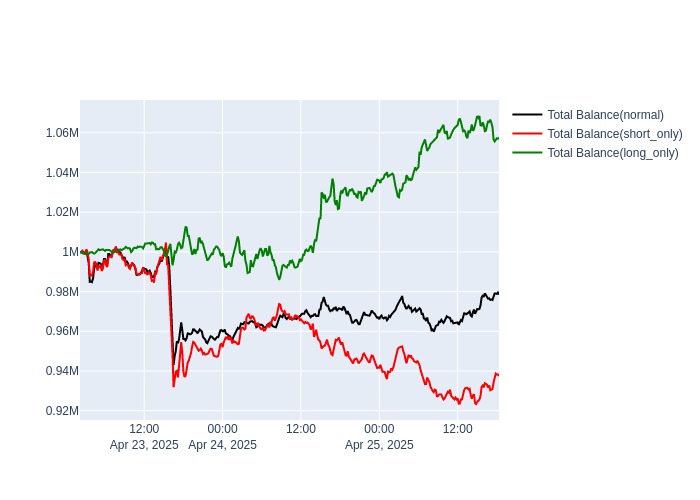 Total Balance(normal)
Total Balance(short_only)
Total Balance(long_only)
1.06M
1.04M
1.02M
1M
0.98M
0.96M
0.94M
0.92M
12:00 00:00 12:00 00:00 12:00
Apr 23, 2025 Apr 24, 2025 Apr 25, 2025